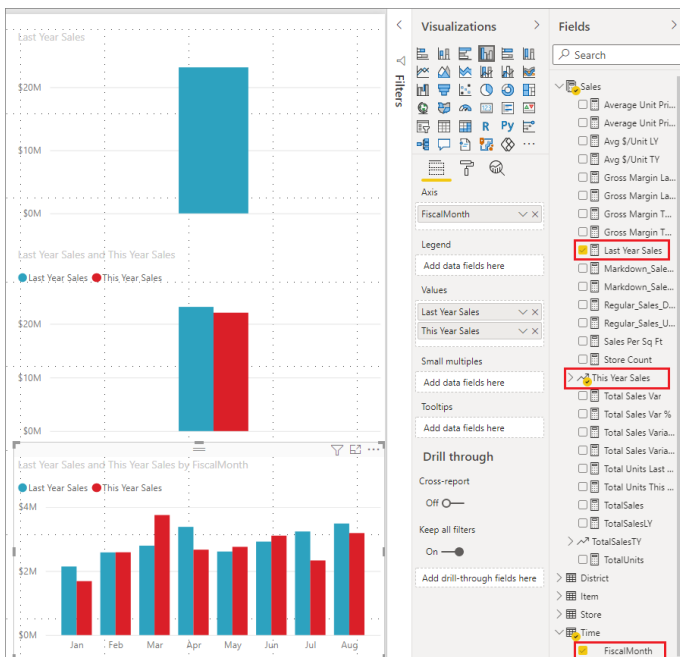 Last Year Sales
$20M
$10M
$0M
Last Year Sales and This Year Sales
Last Year Sales This Year Sales
$20M
$10M
$0M
Last Year Sales and This Year Sales by FiscalMonth
Last Year Sales This Year Sales
$4M
$2M
$0M
Jan Feb Mar Apr May Jun Jul Aug
Filters
Visualizations
R Py
Axis
FiscalMonth
Legend
Add data fields here
Values
Last Year Sales
This Year Sales
Small multiples
Add data fields here
Tooltips
Add data fields here
Drill through
Cross-report
Off
Keep all filters
On
Add drill-through fields here
Fields
Search
Sales
Average Unit Pri...
Average Unit Pri...
Avg $/Unit LY
Avg $/Unit TY
Gross Margin La...
Gross Margin La...
Gross Margin T...
Gross Margin T...
Last Year Sales
Markdown_Sale...
Markdown_Sale...
Regular_Sales_D...
Regular_Sales_U...
Sales Per Sq Ft
Store Count
This Year Sales
Total Sales Var
Total Sales Var %
Total Sales Varia...
Total Sales Varia...
Total Units Last ...
Total Units This ...
TotalSales
TotalSalesLY
TotalSalesTY
TotalUnits
District
Item
Store
Time
FiscalMonth